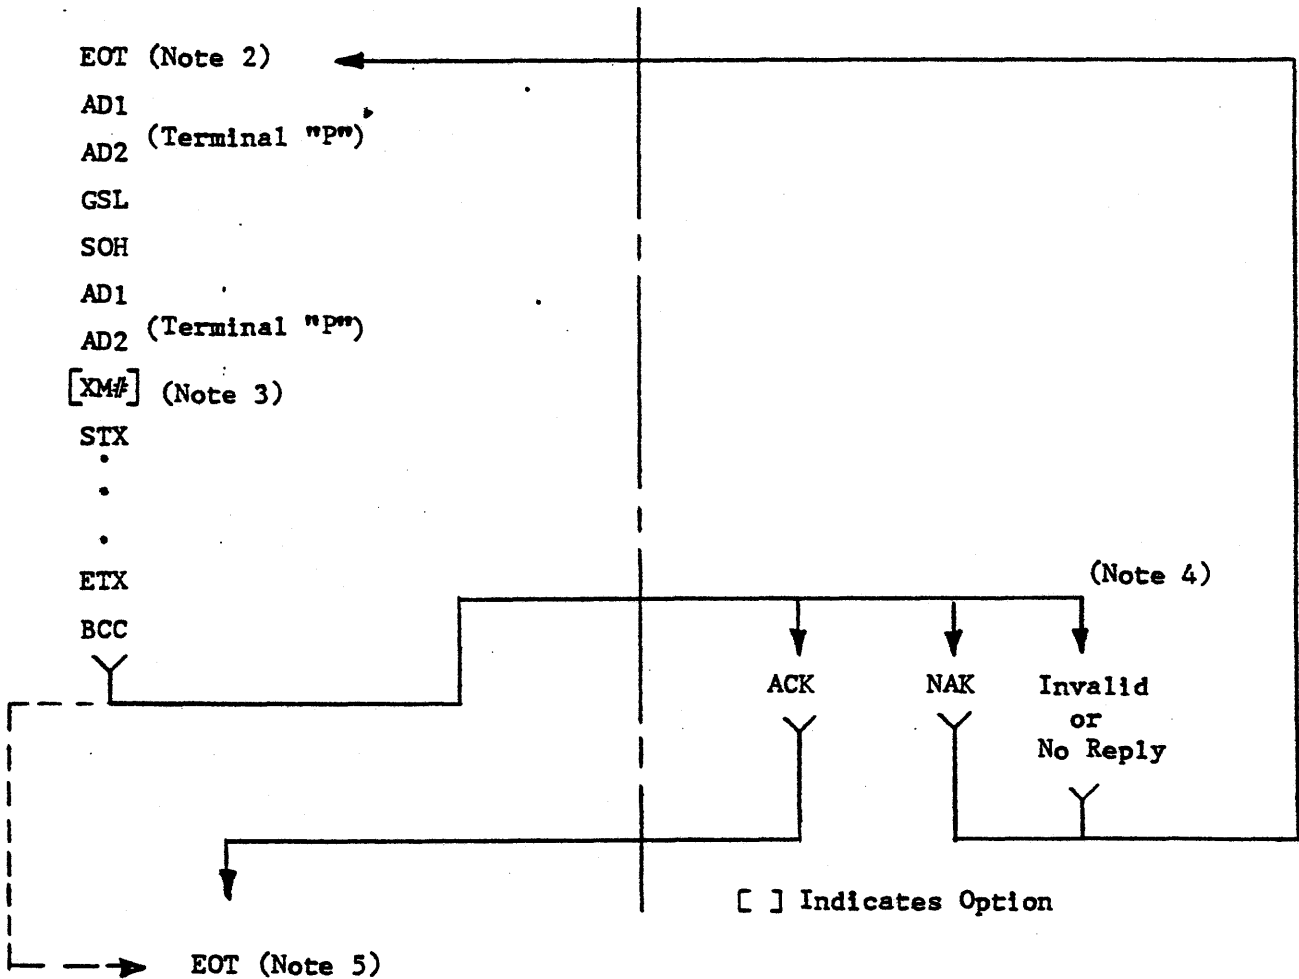 EOT (Note 2)
AD1
(Terminal "P")
AD2
GSL
SOH
AD1
(Terminal "P")
AD2
[XM#] (Note 3)
STX
ETX
(Note 4)
BCC
ACK
NAK
Invalid
or
No Reply
[ ] Indicates Option
EOT (Note 5)